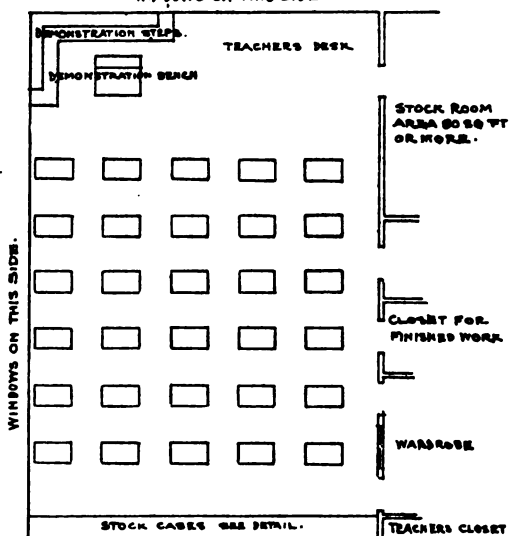 DEMONSTRATION STEPS.
TEACHERS DESK
DEMONSTRATION BENCH
STOCK ROOM
AREA 80 SQ FT
OR MORE.
WINDOWS ON THIS SIDE.
CLOSET FOR
FINISHED WORK
WARDROBE
STOCK CASES SEE DETAIL.
TEACHERS CLOSET